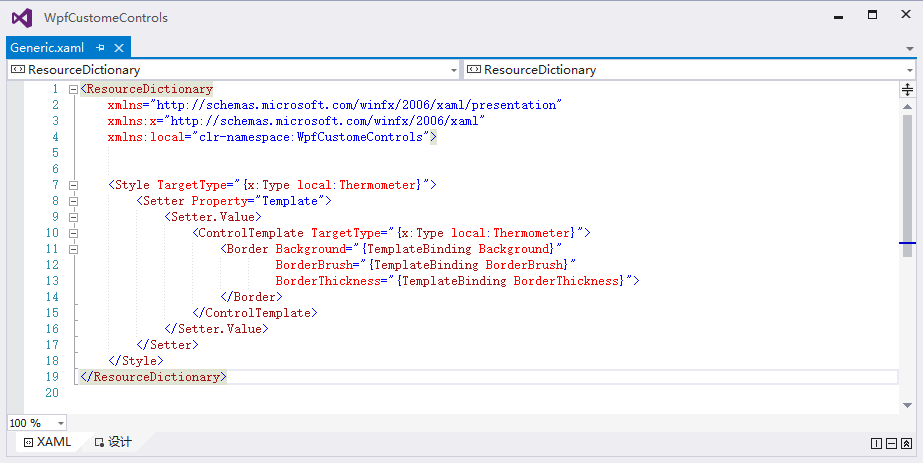 WpfCustomeControls
Generic.xaml
ResourceDictionary ResourceDictionary
1 <ResourceDictionary
2 xmlns="http://schemas.microsoft.com/winfx/2006/xaml/presentation"
3 xmlns:x="http://schemas.microsoft.com/winfx/2006/xaml"
4 xmlns:local="clr-namespace:WpfCustomeControls">
5
6
7 <Style TargetType="{x:Type local:Thermometer}">
8 <Setter Property="Template">
9 <Setter.Value>
10 <ControlTemplate TargetType="{x:Type local:Thermometer}">
11 <Border Background="{TemplateBinding Background}"
12 BorderBrush="{TemplateBinding BorderBrush}"
13 BorderThickness="{TemplateBinding BorderThickness}">
14 </Border>
15 </ControlTemplate>
16 </Setter.Value>
17 </Setter>
18 </Style>
19 </ResourceDictionary>
20
100 %
XAML 设计